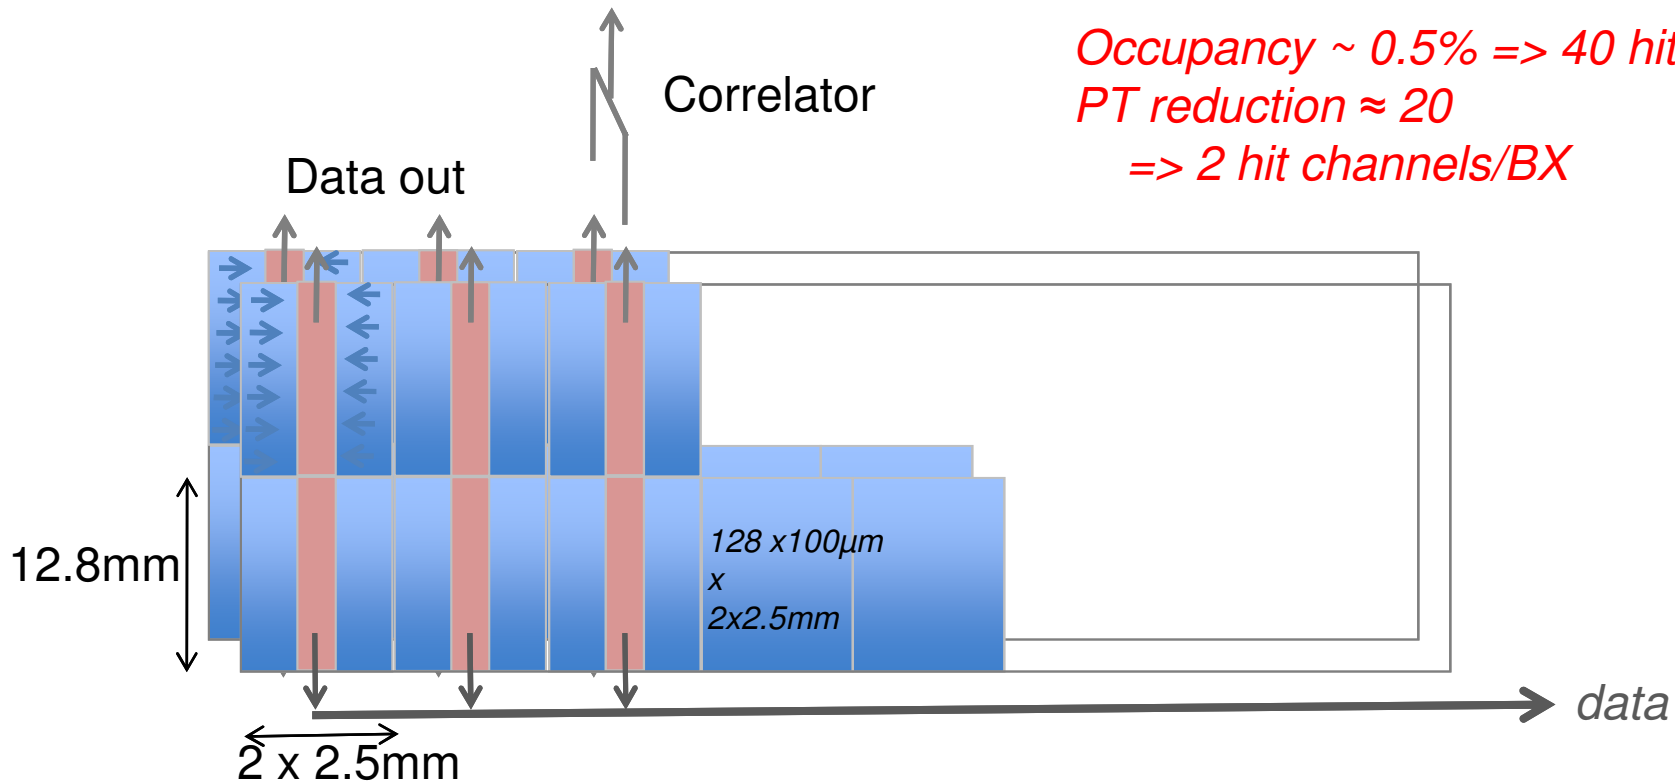 Occupancy ~ 0.5% => 40 hit
PT reduction ≈ 20
=> 2 hit channels/BX
Correlator
Data out
12.8mm
128 x100µm
x
2x2.5mm
data
2 x 2.5mm